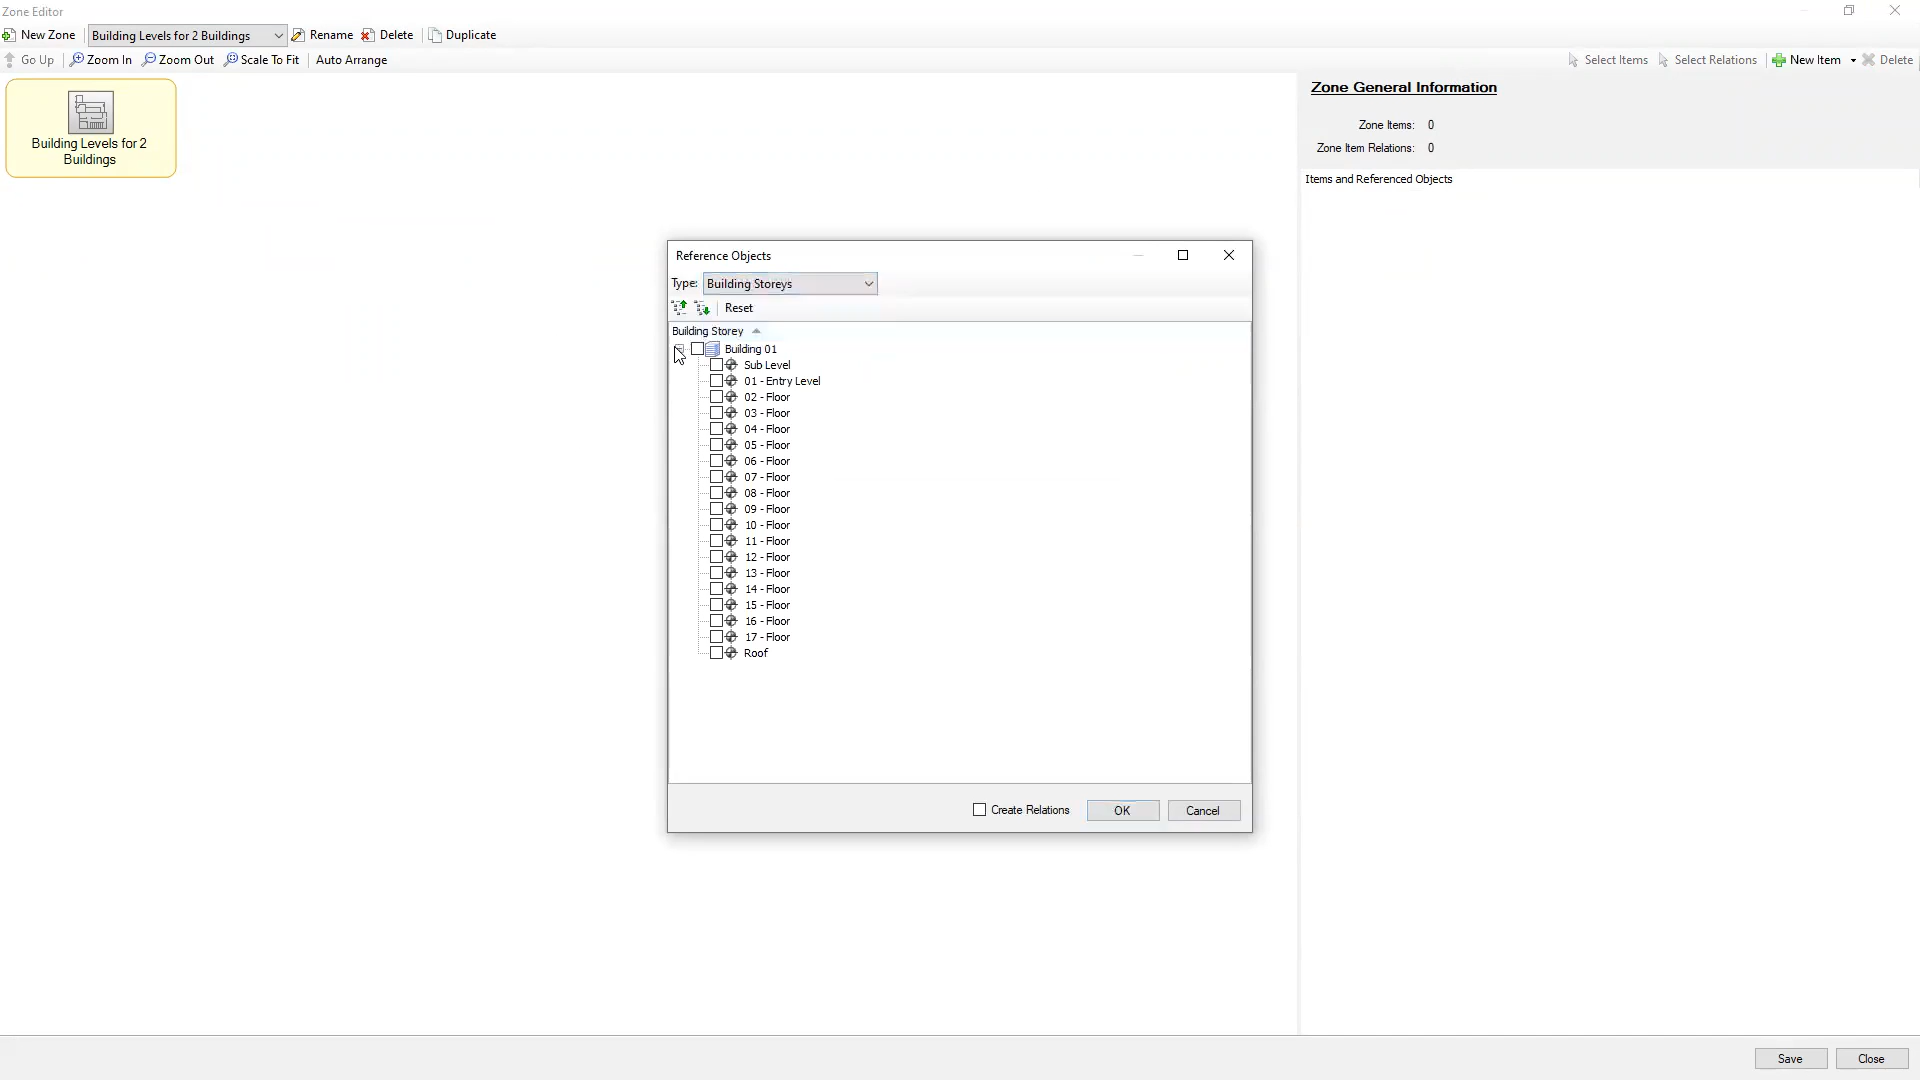 Zone Editor
New Zone Building Levels for 2 Buildings Rename Delete Duplicate
Go Up Zoom In Zoom Out Scale To Fit Auto Arrange Select Items Select Relations New Item Delete
Building Levels for 2
Buildings
Zone General Information
Zone Items: 0
Zone Item Relations: 0
Items and Referenced Objects
Reference Objects
Type: Building Storeys
Reset
Building Storey
Building 01
Sub Level
01 - Entry Level
02 - Floor
03 - Floor
04 - Floor
05 - Floor
06 - Floor
07 - Floor
08 - Floor
09 - Floor
10 - Floor
11 - Floor
12 - Floor
13 - Floor
14 - Floor
15 - Floor
16 - Floor
17 - Floor
Roof
Create Relations OK Cancel
Save Close